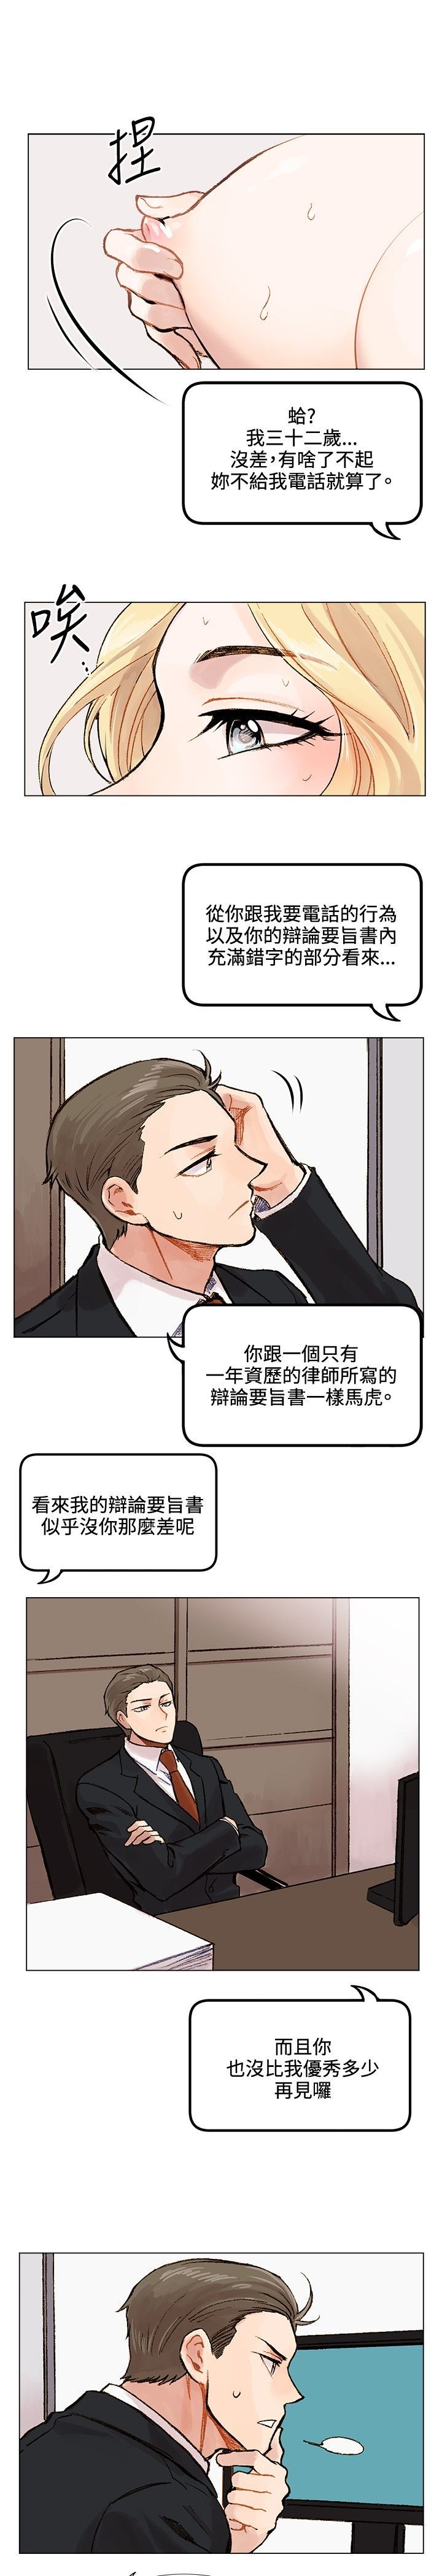 捏
蛤?
我三十二歲...
沒差，有啥了不起
妳不給我電話就算了。
唉...
從你跟我要電話的行為
以及你的辯論要旨書內
充滿錯字的部分看來...
你跟一個只有
一年資歷的律師所寫的
辯論要旨書一樣馬虎。
看來我的辯論要旨書
似乎沒你那麼差呢
而且你
也沒比我優秀多少
再見囉